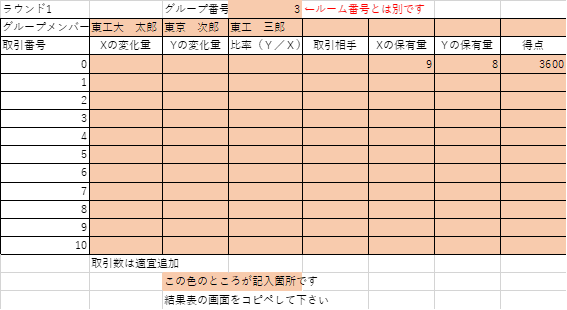 ラウンド1 グループ番号 3 ←ルーム番号とは別です
グループメンバー 東工大　太郎 東京　次郎 東工　三郎
取引番号 Xの変化量 Yの変化量 比率（Y／X） 取引相手 Xの保有量 Yの保有量 得点
0 9 8 3600
1
2
3
4
5
6
7
8
9
10
取引数は適宜追加
この色のところが記入箇所です
結果表の画面をコピペして下さい